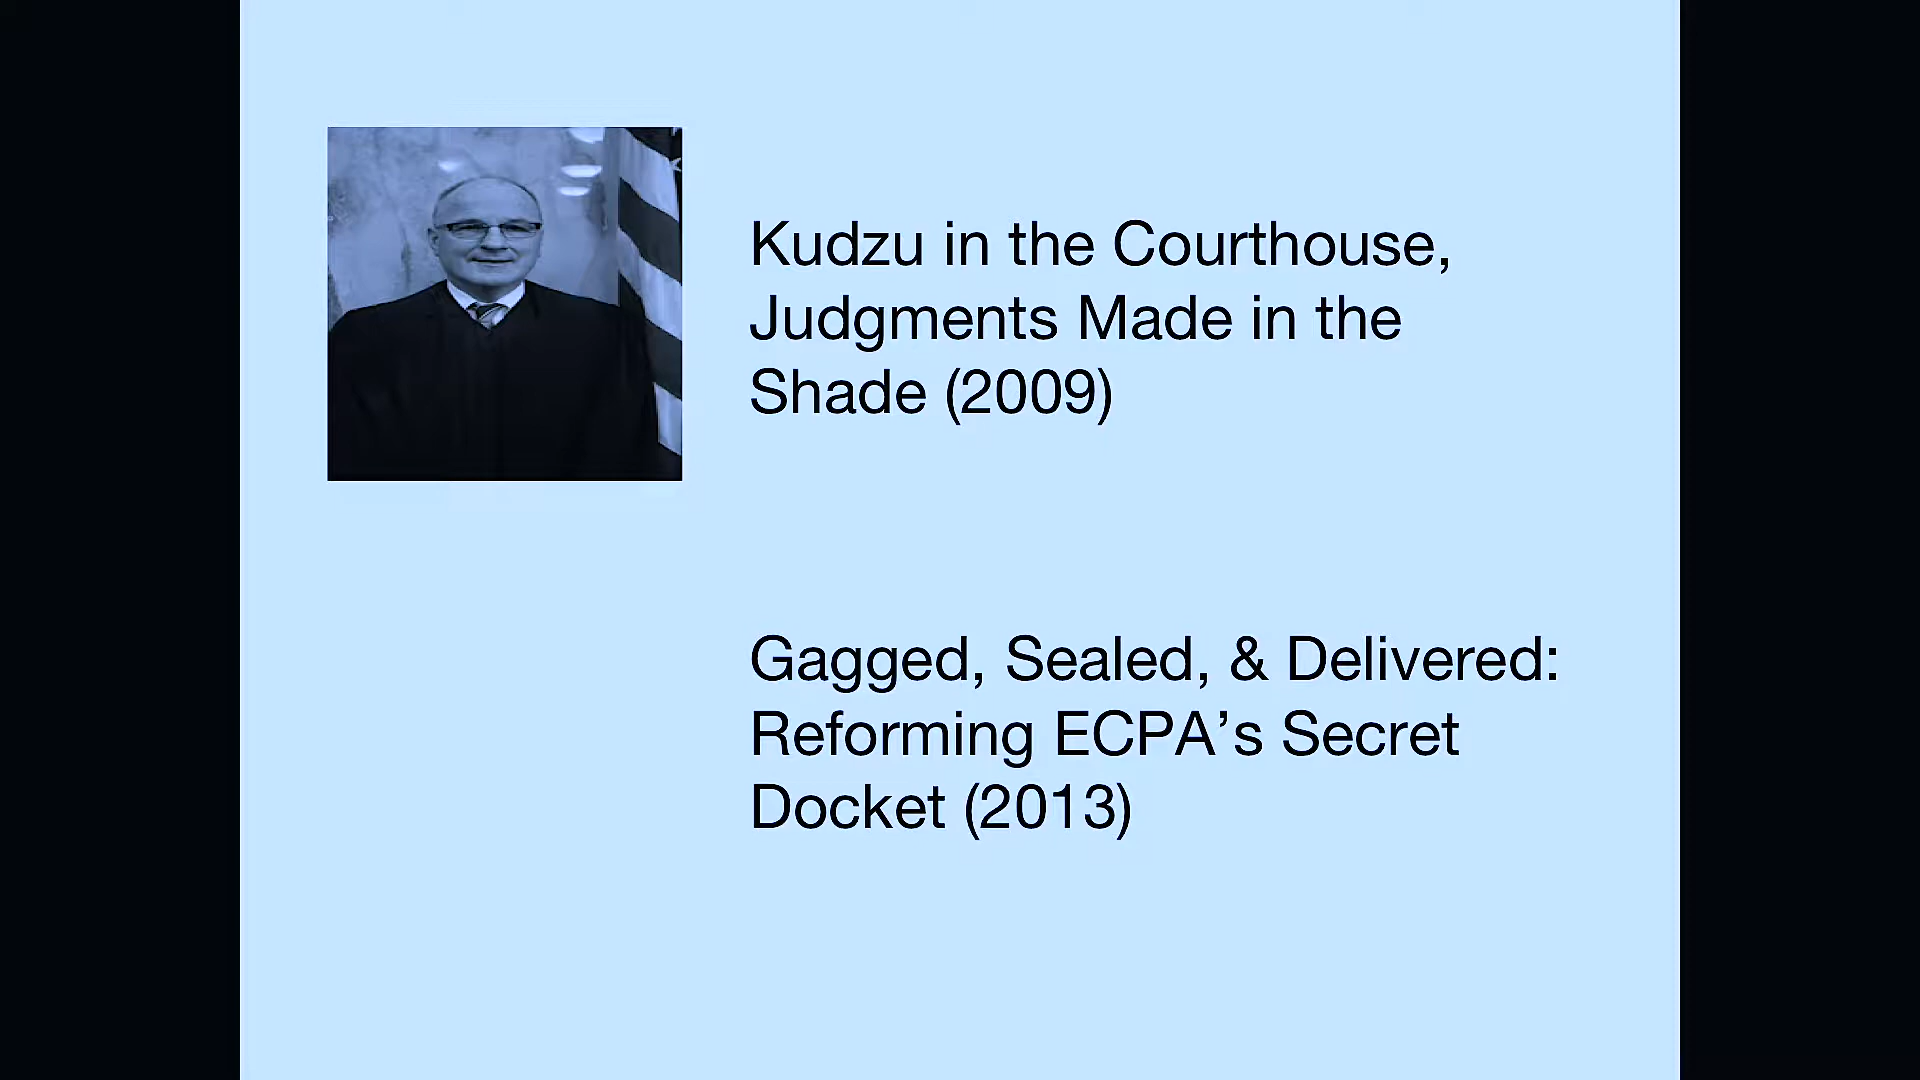 Kudzu in the Courthouse,
Judgments Made in the
Shade (2009)
Gagged, Sealed, & Delivered:
Reforming ECPA’s Secret
Docket (2013)